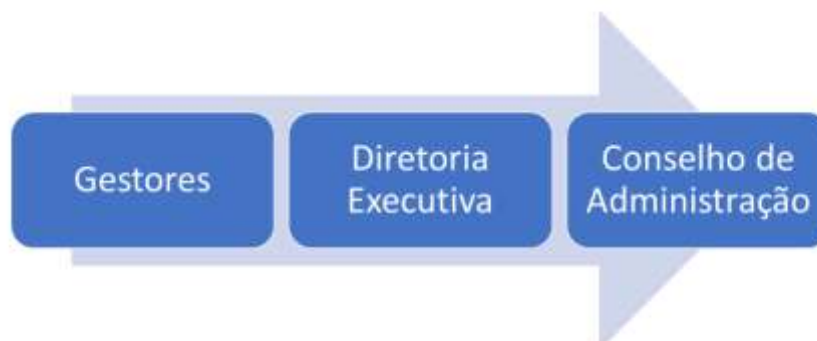 Gestores
Diretoria
Executiva
Conselho de
Administração